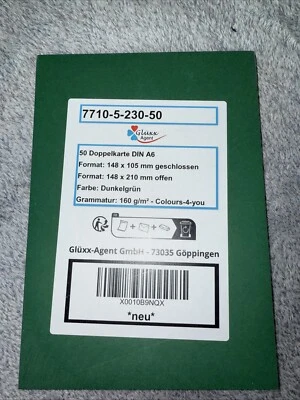 7710-5-230-50
Glüxx
Agent
50 Doppelkarte DIN A6
Format: 148 x 105 mm geschlossen
Format: 148 x 210 mm offen
Farbe: Dunkelgrün
Grammatur: 160 g/m² - Colours-4-you
Glüxx-Agent GmbH - 73035 Göppingen
X0010B9NQX
*neu*